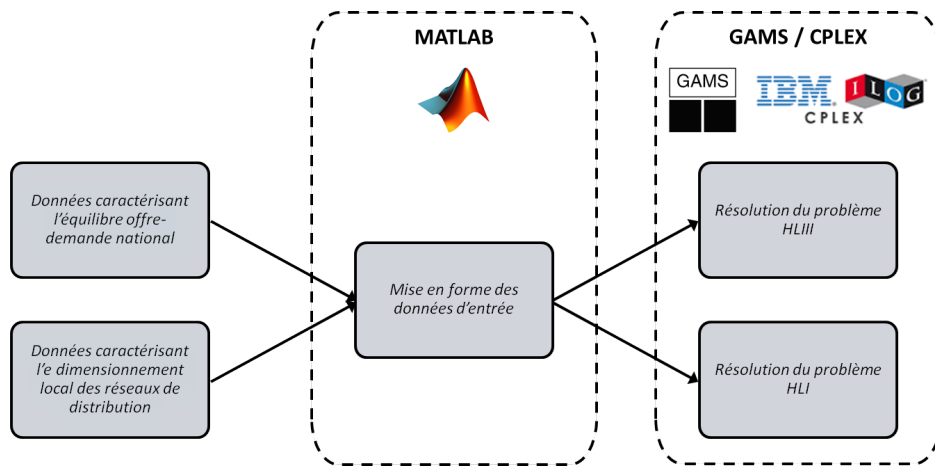 MATLAB
GAMS / CPLEX
GAMS
IBM.
ILOG
CPLEX
Données caractérisant
l'équilibre offre-
demande national
Données caractérisant
l'e dimensionnement
local des réseaux de
distribution
Mise en forme des
données d'entrée
Résolution du problème
HLIII
Résolution du problème
HLI